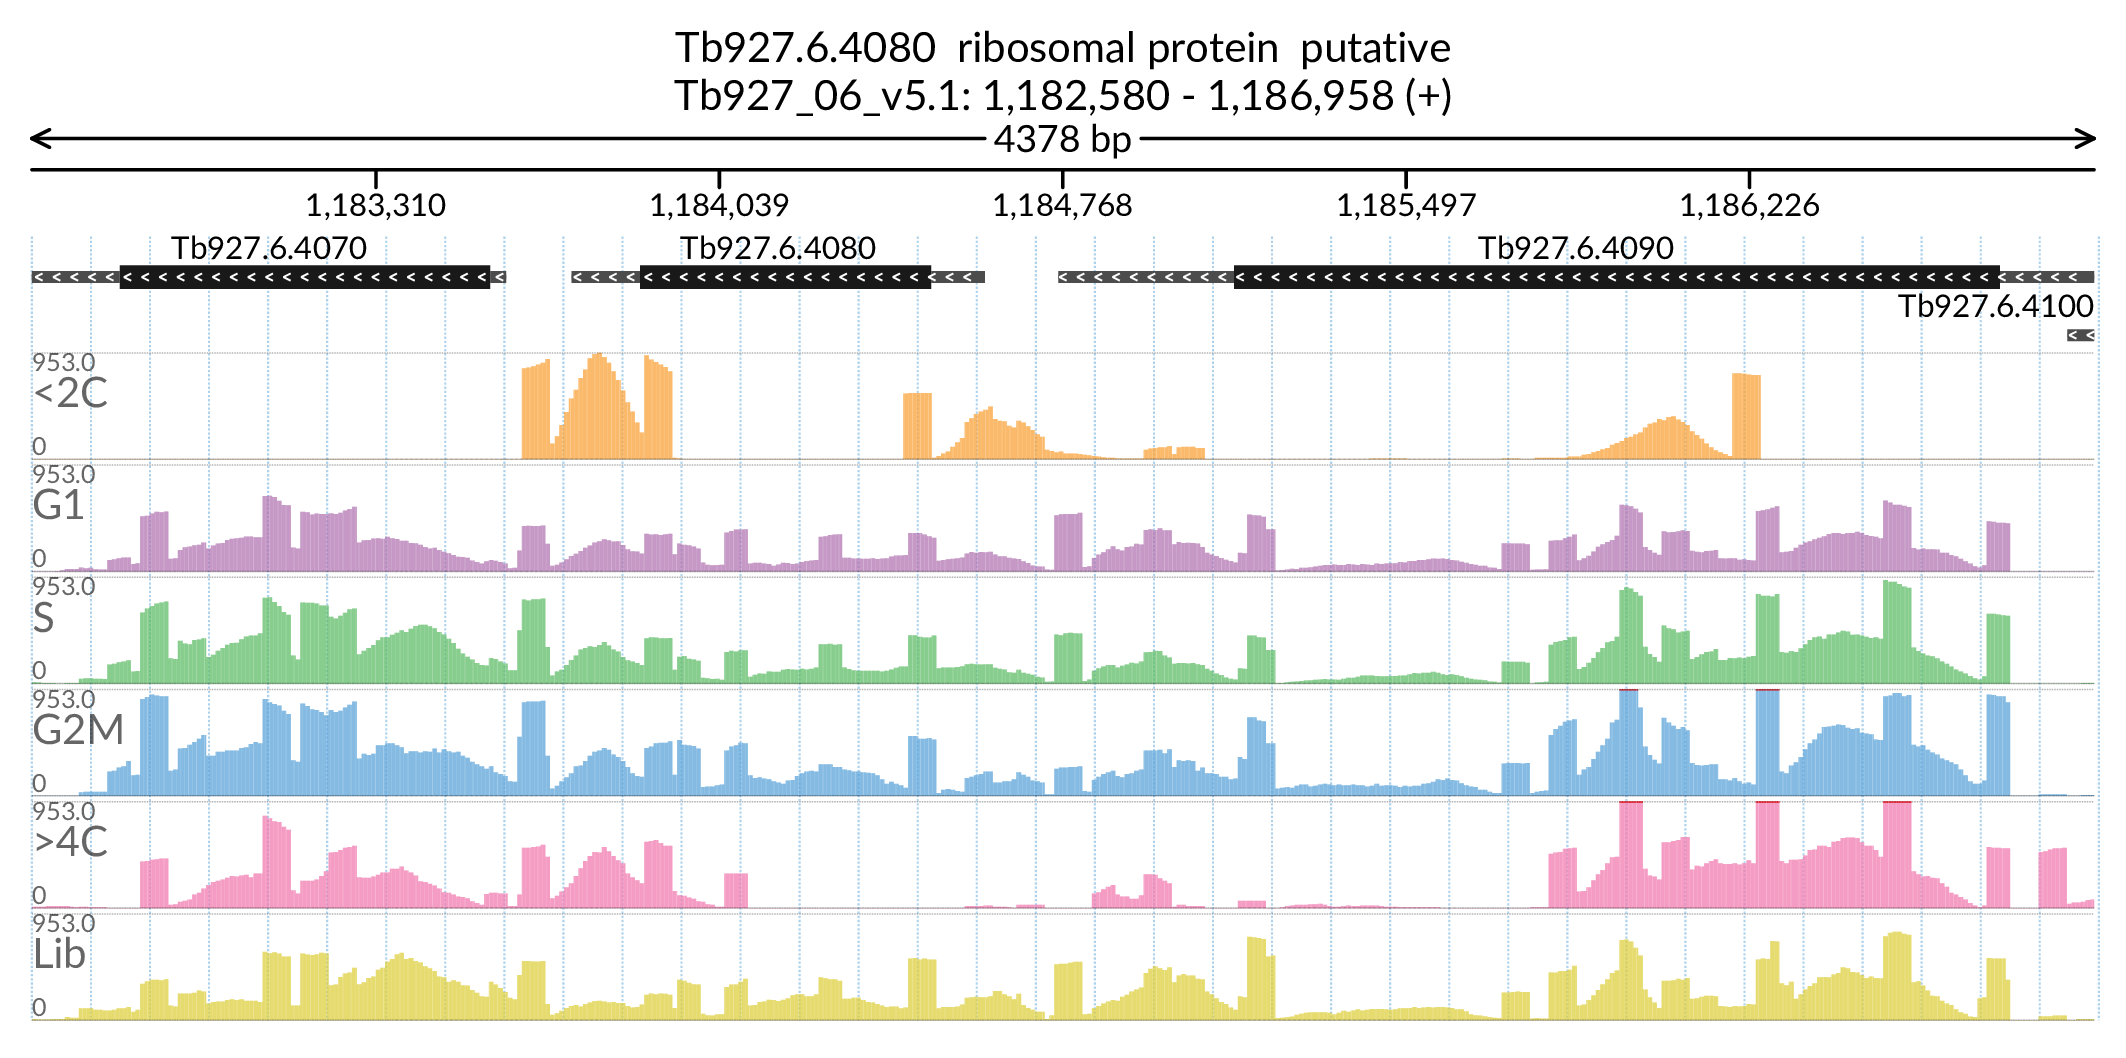 Tb927.6.4080  ribosomal protein  putative
Tb927_06_v5.1: 1,182,580 - 1,186,958 (+)
4378 bp
1,183,310 1,184,039 1,184,768 1,185,497 1,186,226
Tb927.6.4070 Tb927.6.4080 Tb927.6.4090
Tb927.6.4100
953.0
<2C
0
953.0
G1
0
953.0
S
0
953.0
G2M
0
953.0
>4C
0
953.0
Lib
0